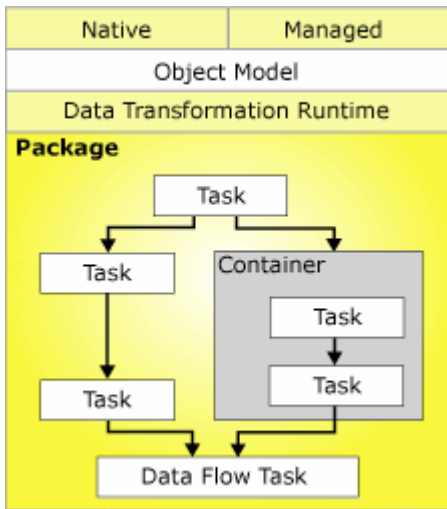 Native Managed
Object Model
Data Transformation Runtime
Package
Task
Task
Container
Task
Task
Task
Data Flow Task